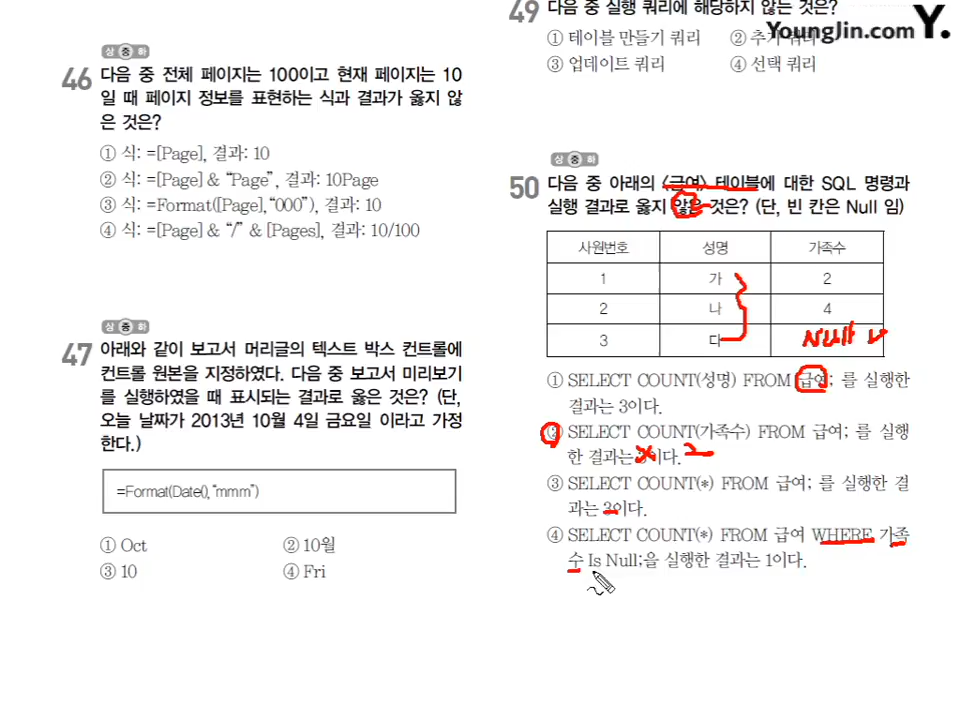 상 중 하
46 다음 중 전체 페이지는 100이고 현재 페이지는 10
일 때 페이지 정보를 표현하는 식과 결과가 옳지 않
은 것은?
① 식: =[Page], 결과: 10
② 식: =[Page] & “Page”, 결과: 10Page
③ 식: =Format([Page],“000”), 결과: 10
④ 식: =[Page] & “/” & [Pages], 결과: 10/100
상 중 하
47 아래와 같이 보고서 머리글의 텍스트 박스 컨트롤에
컨트롤 원본을 지정하였다. 다음 중 보고서 미리보기
를 실행하였을 때 표시되는 결과로 옳은 것은? (단,
오늘 날짜가 2013년 10월 4일 금요일 이라고 가정
한다.)
=Format(Date(),“mmm”)
① Oct ② 10월
③ 10 ④ Fri
49 다음 중 실행 쿼리에 해당하지 않는 것은?
YoungJin.com Y.
① 테이블 만들기 쿼리 ② 추가 쿼리
③ 업데이트 쿼리 ④ 선택 쿼리
상 중 하
50 다음 중 아래의 〈급여〉 테이블에 대한 SQL 명령과
실행 결과로 옳지 않은 것은? (단, 빈 칸은 Null 임)
사원번호 성명 가족수
1 가 2
2 나 4
3 다 Null
① SELECT COUNT(성명) FROM 급여; 를 실행한
결과는 3이다.
② SELECT COUNT(가족수) FROM 급여; 를 실행
한 결과는 이다. 2
③ SELECT COUNT(*) FROM 급여; 를 실행한 결
과는 3이다.
④ SELECT COUNT(*) FROM 급여 WHERE 가족
수 Is Null;을 실행한 결과는 1이다.